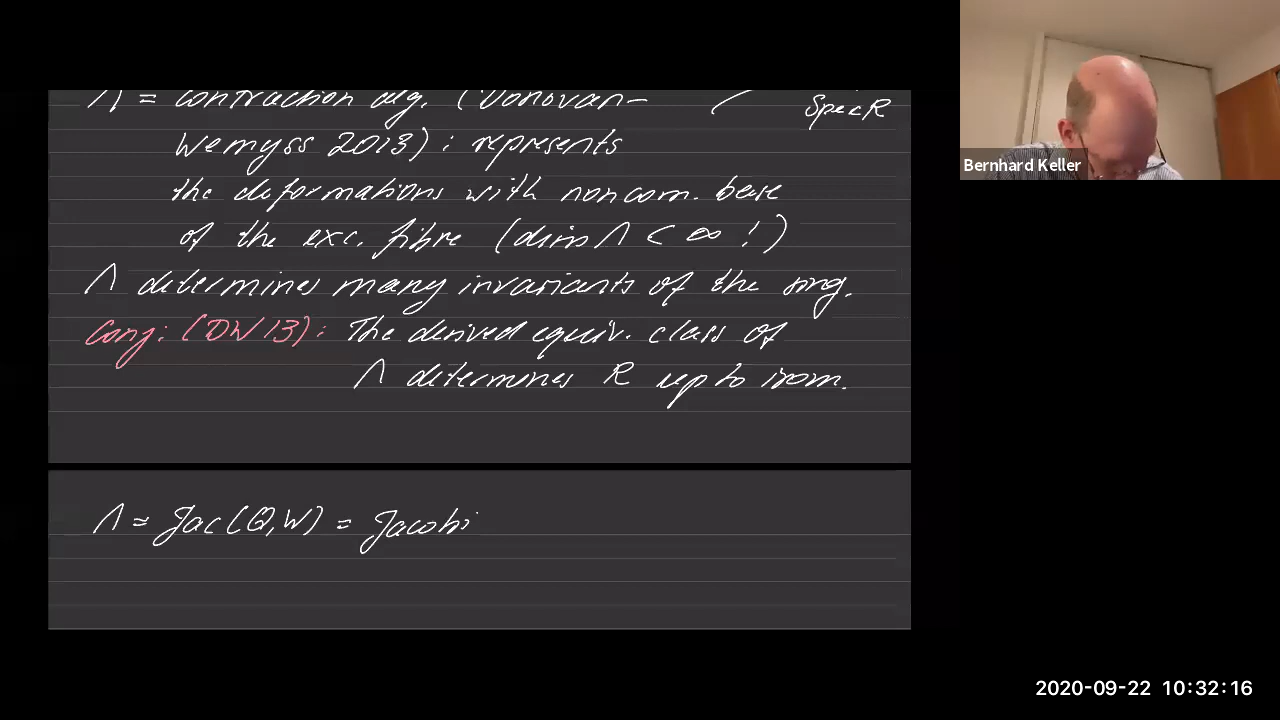 Λ = contraction alg. (Donovan-
Spec R
Wemyss 2013) : represents
the deformations with noncom. base
of the exc. fibre (dim Λ < ∞ !)
Λ determines many invariants of the sing.
Conj: (DW 13): The derived equiv. class of
Λ determines R up to isom.
Λ = Jac(Q,W) = Jacobi
Bernhard Keller
2020-09-22 10:32:16